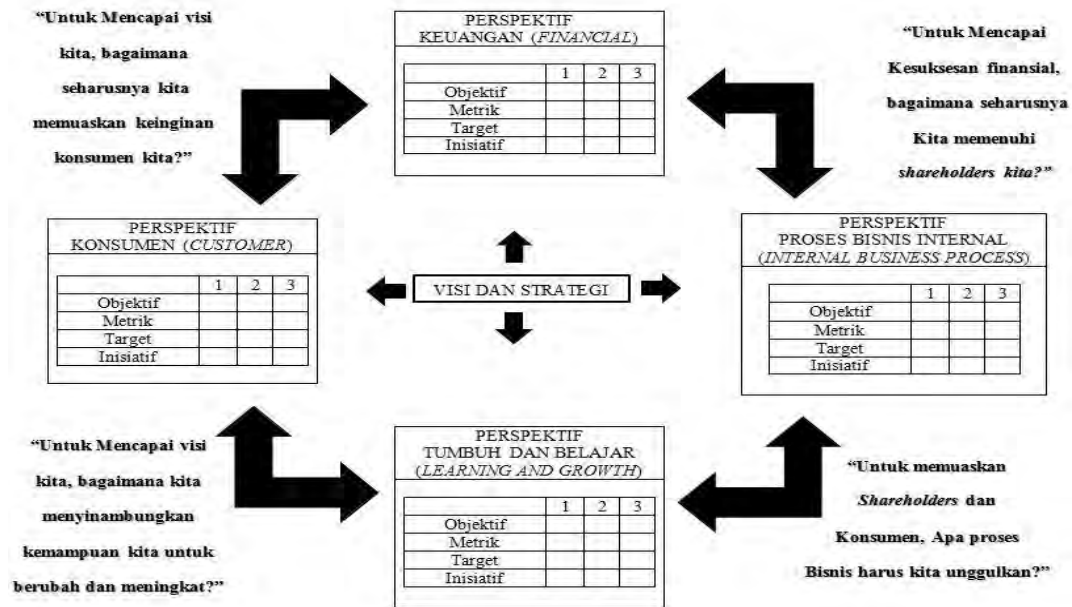 “Untuk Mencapai visi
kita, bagaimana
seharusnya kita
memuaskan keinginan
konsumen kita?”
PERSPEKTIF
KEUANGAN (FINANCIAL)
1 2 3
Objektif
Metrik
Target
Inisiatif
“Untuk Mencapai
Kesuksesan finansial,
bagaimana seharusnya
Kita memenuhi
shareholders kita?”
PERSPEKTIF
KONSUMEN (CUSTOMER)
1 2 3
Objektif
Metrik
Target
Inisiatif
VISI DAN STRATEGI
PERSPEKTIF
PROSES BISNIS INTERNAL
(INTERNAL BUSINESS PROCESS)
1 2 3
Objektif
Metrik
Target
Inisiatif
“Untuk Mencapai visi
kita, bagaimana kita
menyinambungkan
kemampuan kita untuk
berubah dan meningkat?”
PERSPEKTIF
TUMBUH DAN BELAJAR
(LEARNING AND GROWTH)
1 2 3
Objektif
Metrik
Target
Inisiatif
“Untuk memuaskan
Shareholders dan
Konsumen, Apa proses
Bisnis harus kita unggulkan?”